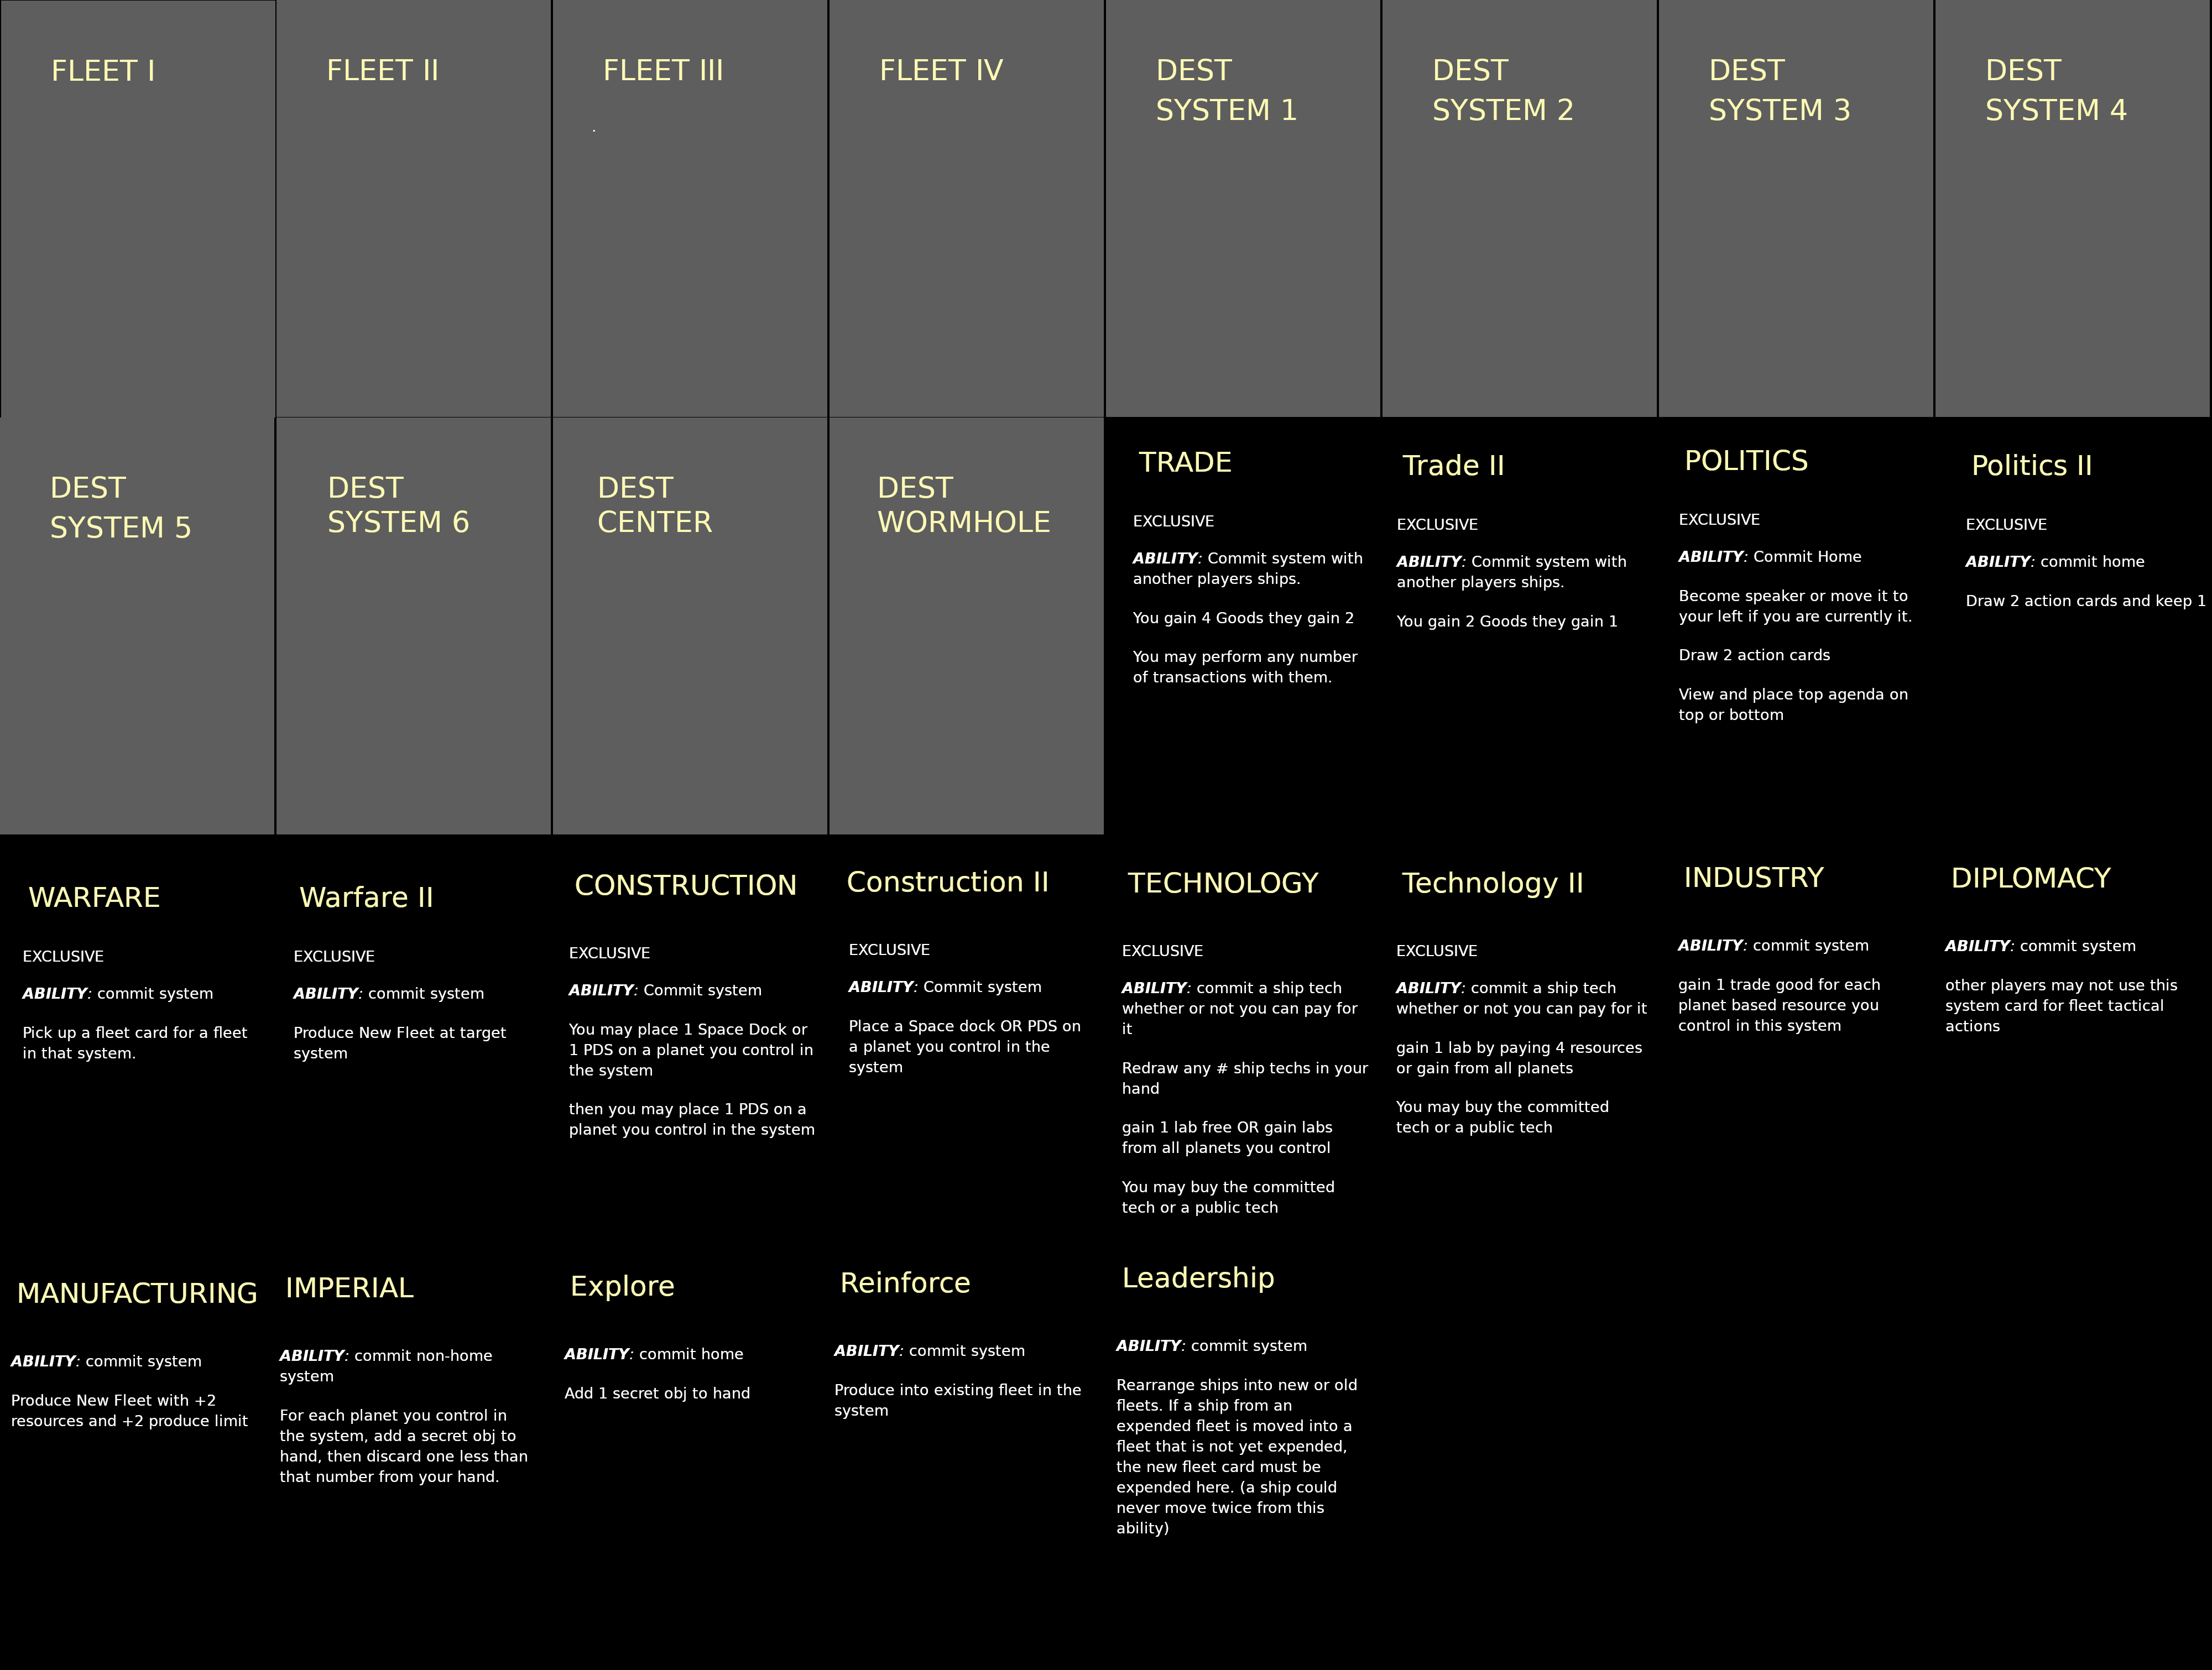 FLEET I
FLEET II
FLEET III
FLEET IV
DEST
SYSTEM 1
DEST
SYSTEM 2
DEST
SYSTEM 3
DEST
SYSTEM 4
DEST
SYSTEM 5
DEST
SYSTEM 6
DEST
CENTER
DEST
WORMHOLE
TRADE
EXCLUSIVE
ABILITY: Commit system with
another players ships.
You gain 4 Goods they gain 2
You may perform any number
of transactions with them.
Trade II
EXCLUSIVE
ABILITY: Commit system with
another players ships.
You gain 2 Goods they gain 1
POLITICS
EXCLUSIVE
ABILITY: Commit Home
Become speaker or move it to
your left if you are currently it.
Draw 2 action cards
View and place top agenda on
top or bottom
Politics II
EXCLUSIVE
ABILITY: commit home
Draw 2 action cards and keep 1
WARFARE
EXCLUSIVE
ABILITY: commit system
Pick up a fleet card for a fleet
in that system.
Warfare II
EXCLUSIVE
ABILITY: commit system
Produce New Fleet at target
system
CONSTRUCTION
EXCLUSIVE
ABILITY: Commit system
You may place 1 Space Dock or
1 PDS on a planet you control in
the system
then you may place 1 PDS on a
planet you control in the system
Construction II
EXCLUSIVE
ABILITY: Commit system
Place a Space dock OR PDS on
a planet you control in the
system
TECHNOLOGY
EXCLUSIVE
ABILITY: commit a ship tech
whether or not you can pay for
it
Redraw any # ship techs in your
hand
gain 1 lab free OR gain labs
from all planets you control
You may buy the committed
tech or a public tech
Technology II
EXCLUSIVE
ABILITY: commit a ship tech
whether or not you can pay for it
gain 1 lab by paying 4 resources
or gain from all planets
You may buy the committed
tech or a public tech
INDUSTRY
ABILITY: commit system
gain 1 trade good for each
planet based resource you
control in this system
DIPLOMACY
ABILITY: commit system
other players may not use this
system card for fleet tactical
actions
MANUFACTURING
ABILITY: commit system
Produce New Fleet with +2
resources and +2 produce limit
IMPERIAL
ABILITY: commit non-home
system
For each planet you control in
the system, add a secret obj to
hand, then discard one less than
that number from your hand.
Explore
ABILITY: commit home
Add 1 secret obj to hand
Reinforce
ABILITY: commit system
Produce into existing fleet in the
system
Leadership
ABILITY: commit system
Rearrange ships into new or old
fleets. If a ship from an
expended fleet is moved into a
fleet that is not yet expended,
the new fleet card must be
expended here. (a ship could
never move twice from this
ability)